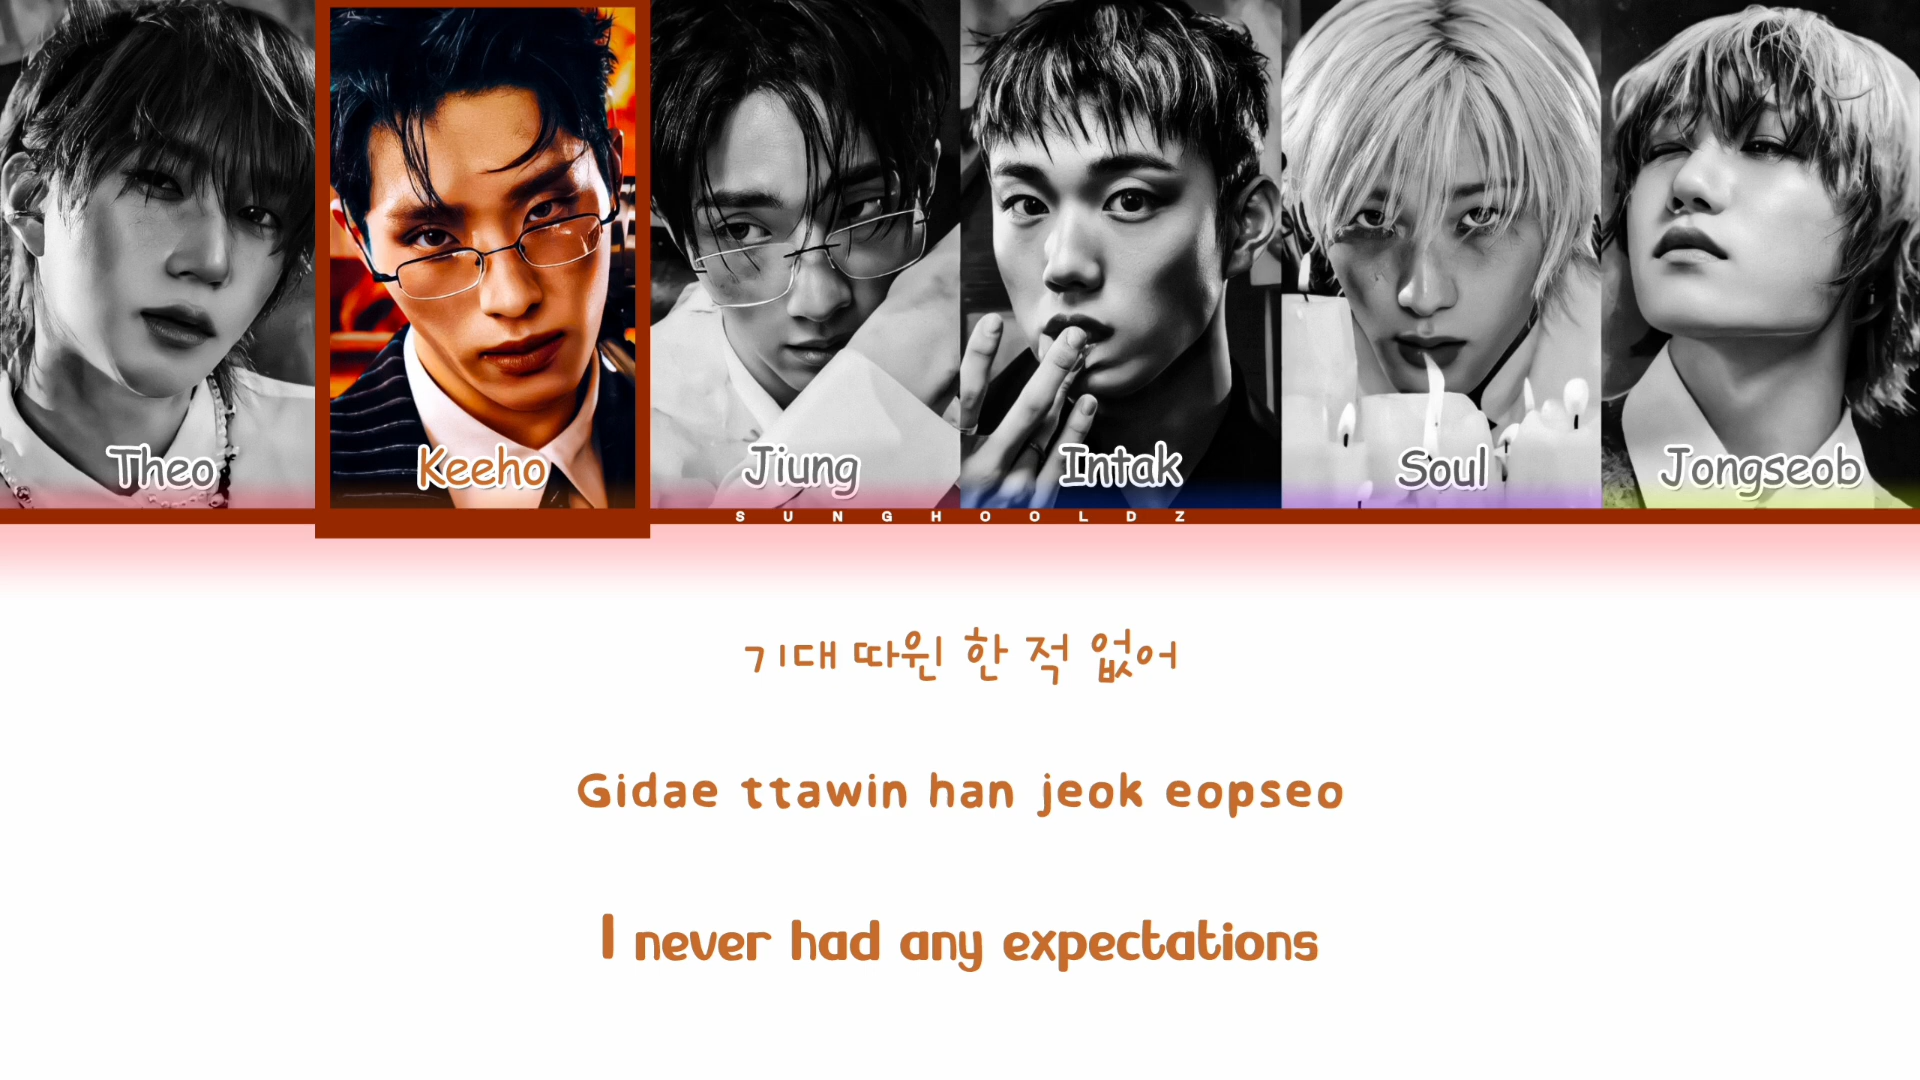 Theo Keeho Jiung Intak Soul Jongseob
SUNGHOOLDZ
기대 따윈 한 적 없어
Gidae ttawin han jeok eopseo
I never had any expectations